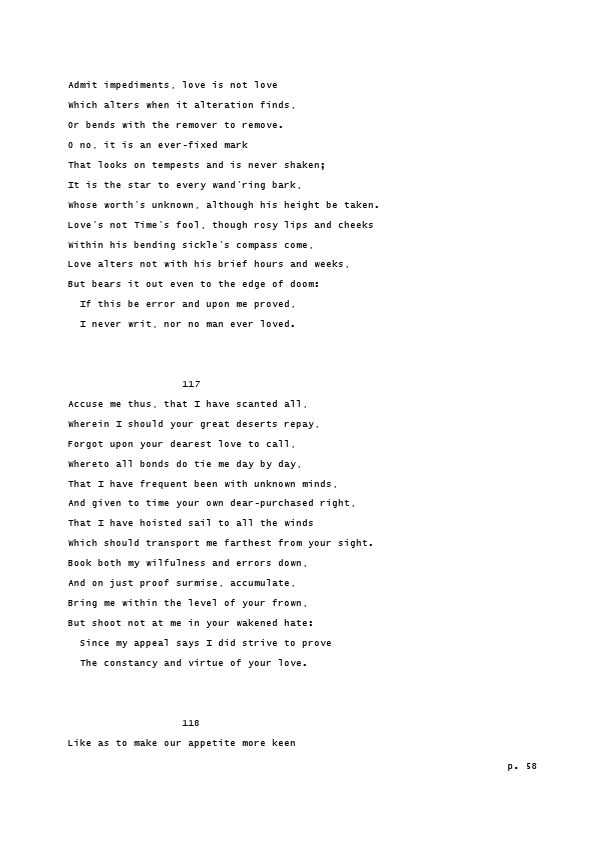 Admit impediments, love is not love
Which alters when it alteration finds,
Or bends with the remover to remove.
O no, it is an ever-fixed mark
That looks on tempests and is never shaken;
It is the star to every wand'ring bark,
Whose worth's unknown, although his height be taken.
Love's not Time's fool, though rosy lips and cheeks
Within his bending sickle's compass come,
Love alters not with his brief hours and weeks,
But bears it out even to the edge of doom:
If this be error and upon me proved,
I never writ, nor no man ever loved.
117
Accuse me thus, that I have scanted all,
Wherein I should your great deserts repay,
Forgot upon your dearest love to call,
Whereto all bonds do tie me day by day,
That I have frequent been with unknown minds,
And given to time your own dear-purchased right,
That I have hoisted sail to all the winds
Which should transport me farthest from your sight.
Book both my wilfulness and errors down,
And on just proof surmise, accumulate,
Bring me within the level of your frown,
But shoot not at me in your wakened hate:
Since my appeal says I did strive to prove
The constancy and virtue of your love.
118
Like as to make our appetite more keen
p. 58